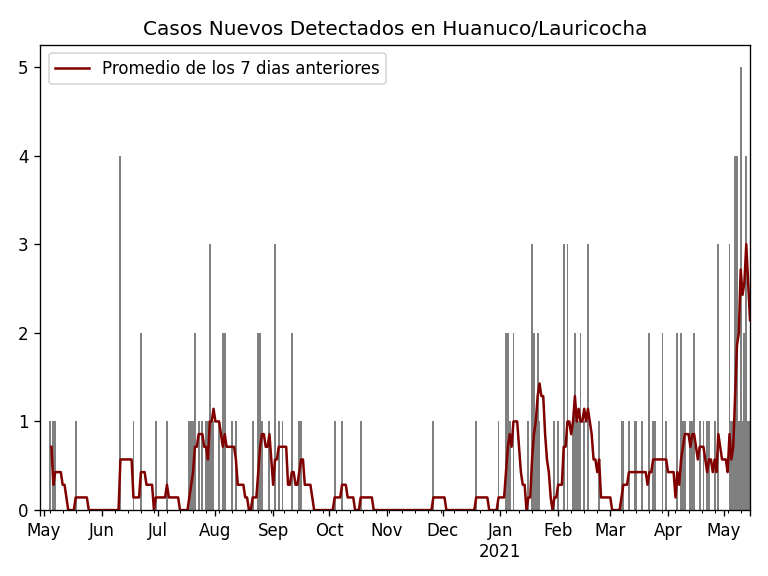 Casos Nuevos Detectados en Huanuco/Lauricocha
Promedio de los 7 dias anteriores
5
4
3
2
1
0
May Jun Jul Aug Sep Oct Nov Dec Jan Feb Mar Apr May
2021